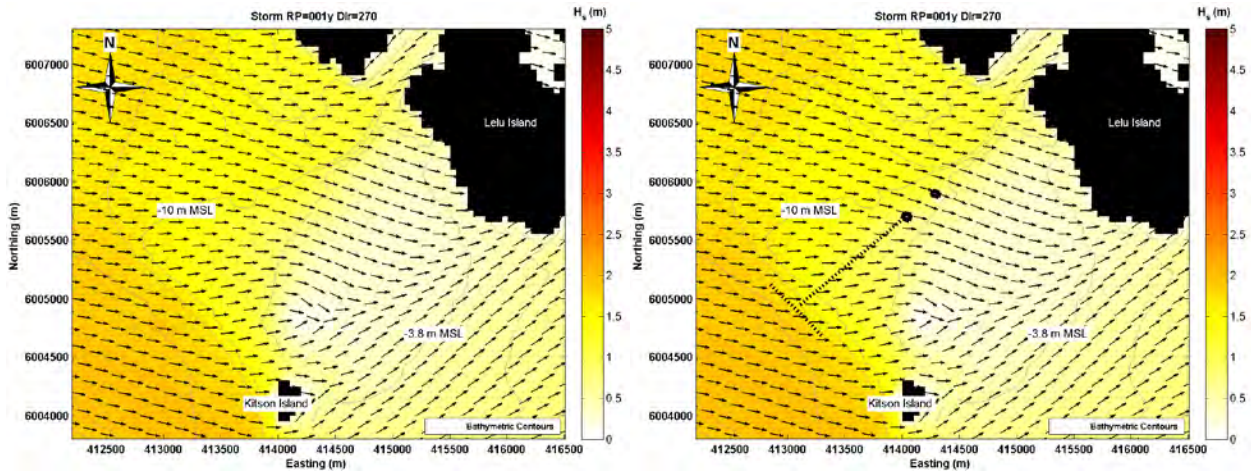 Storm RP=001y Dir=270
H_s (m)
N
Lelu Island
-10 m MSL
-3.8 m MSL
Kitson Island
Bathymetric Contours
Northing (m)
6007000
6006500
6006000
6005500
6005000
6004500
6004000
412500 413000 413500 414000 414500 415000 415500 416000 416500
Easting (m)
5
4.5
4
3.5
3
2.5
2
1.5
1
0.5
0
Storm RP=001y Dir=270
H_s (m)
N
Lelu Island
-10 m MSL
-3.8 m MSL
Kitson Island
Bathymetric Contours
Northing (m)
6007000
6006500
6006000
6005500
6005000
6004500
6004000
412500 413000 413500 414000 414500 415000 415500 416000 416500
Easting (m)
5
4.5
4
3.5
3
2.5
2
1.5
1
0.5
0